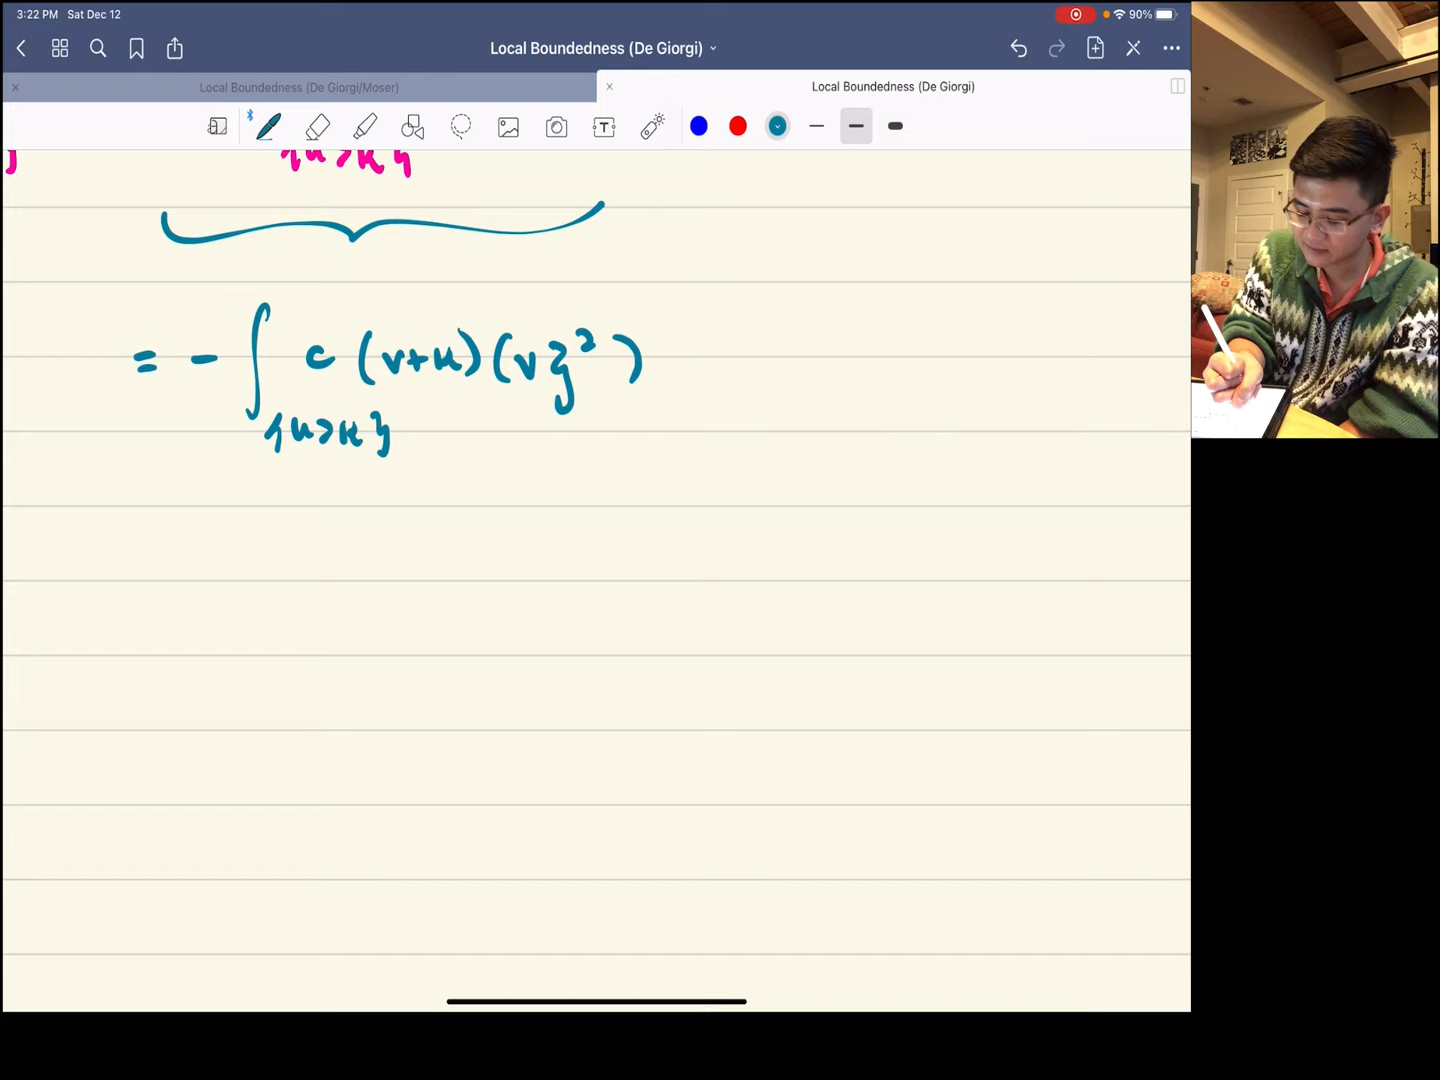 3:22 PM Sat Dec 12
90%
Local Boundedness (De Giorgi)
Local Boundedness (De Giorgi/Moser)
Local Boundedness (De Giorgi)
T
{u>k}
= - ∫ c (v+k)(vζ²)
{u>k}